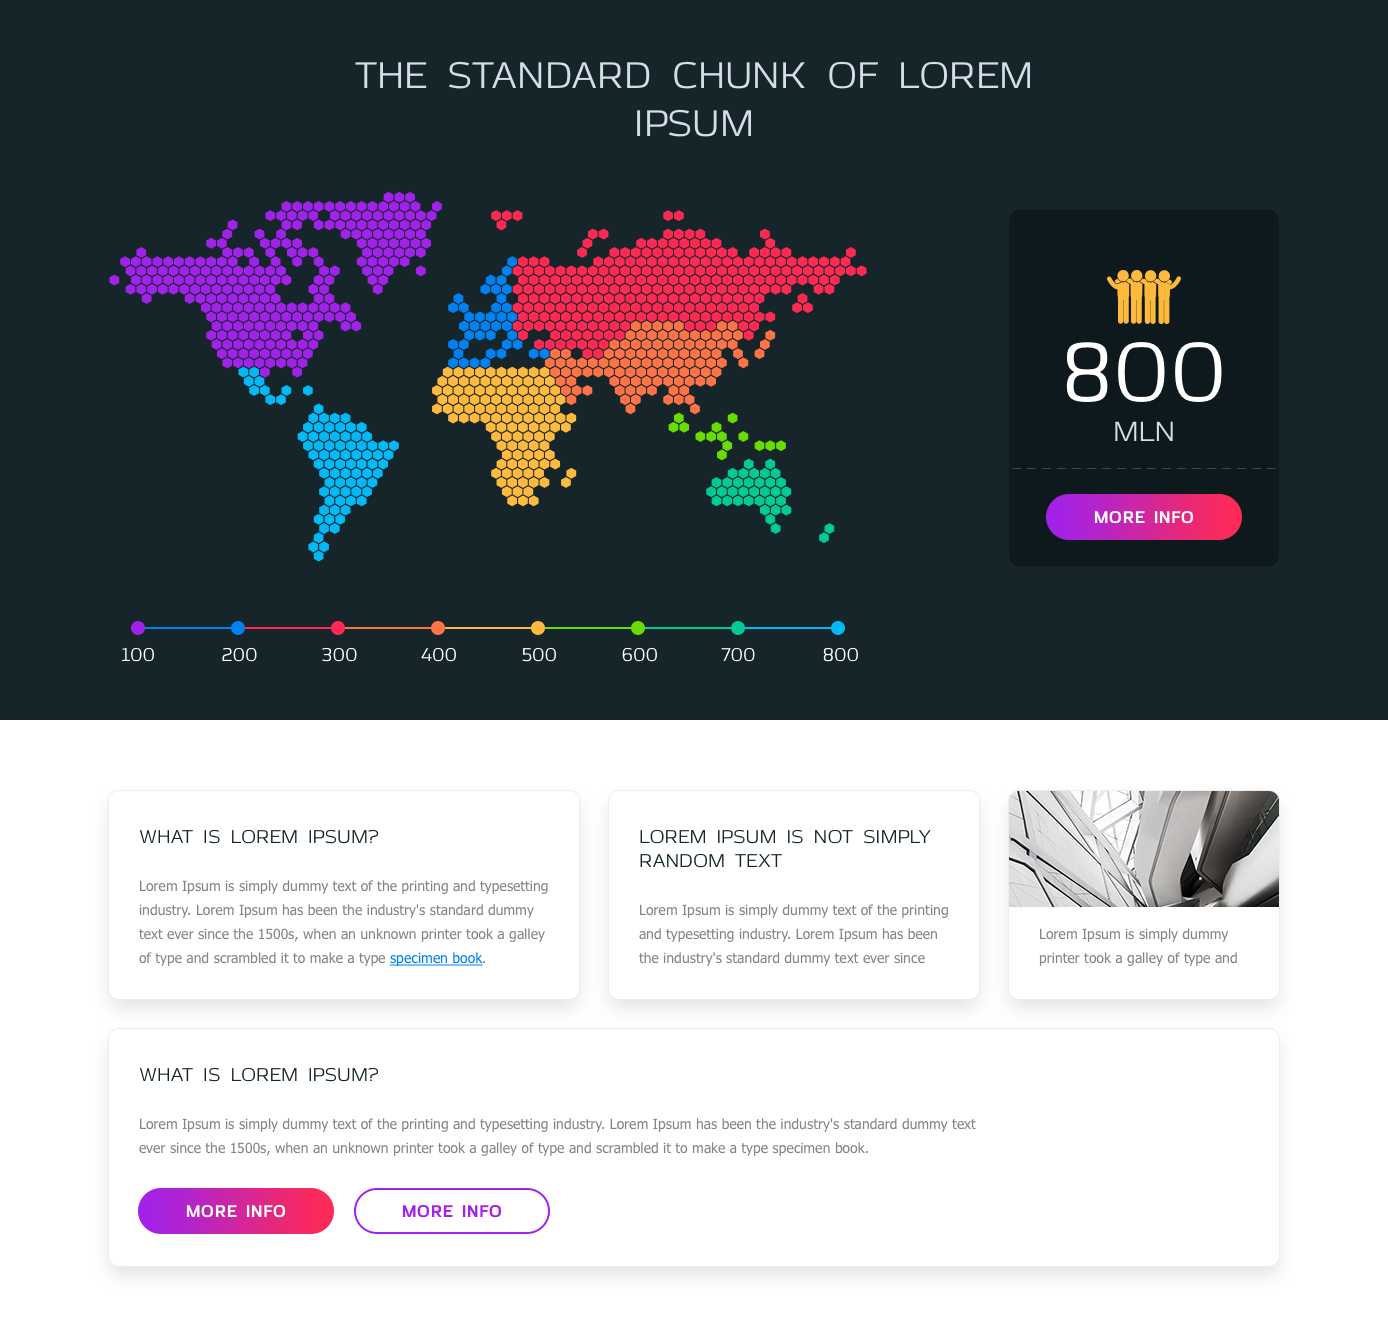 THE STANDARD CHUNK OF LOREM
IPSUM
800
MLN
MORE INFO
100 200 300 400 500 600 700 800
WHAT IS LOREM IPSUM?
Lorem Ipsum is simply dummy text of the printing and typesetting
industry. Lorem Ipsum has been the industry's standard dummy
text ever since the 1500s, when an unknown printer took a galley
of type and scrambled it to make a type specimen book.
LOREM IPSUM IS NOT SIMPLY
RANDOM TEXT
Lorem Ipsum is simply dummy text of the printing
and typesetting industry. Lorem Ipsum has been
the industry's standard dummy text ever since
Lorem Ipsum is simply dummy
printer took a galley of type and
WHAT IS LOREM IPSUM?
Lorem Ipsum is simply dummy text of the printing and typesetting industry. Lorem Ipsum has been the industry's standard dummy text
ever since the 1500s, when an unknown printer took a galley of type and scrambled it to make a type specimen book.
MORE INFO
MORE INFO